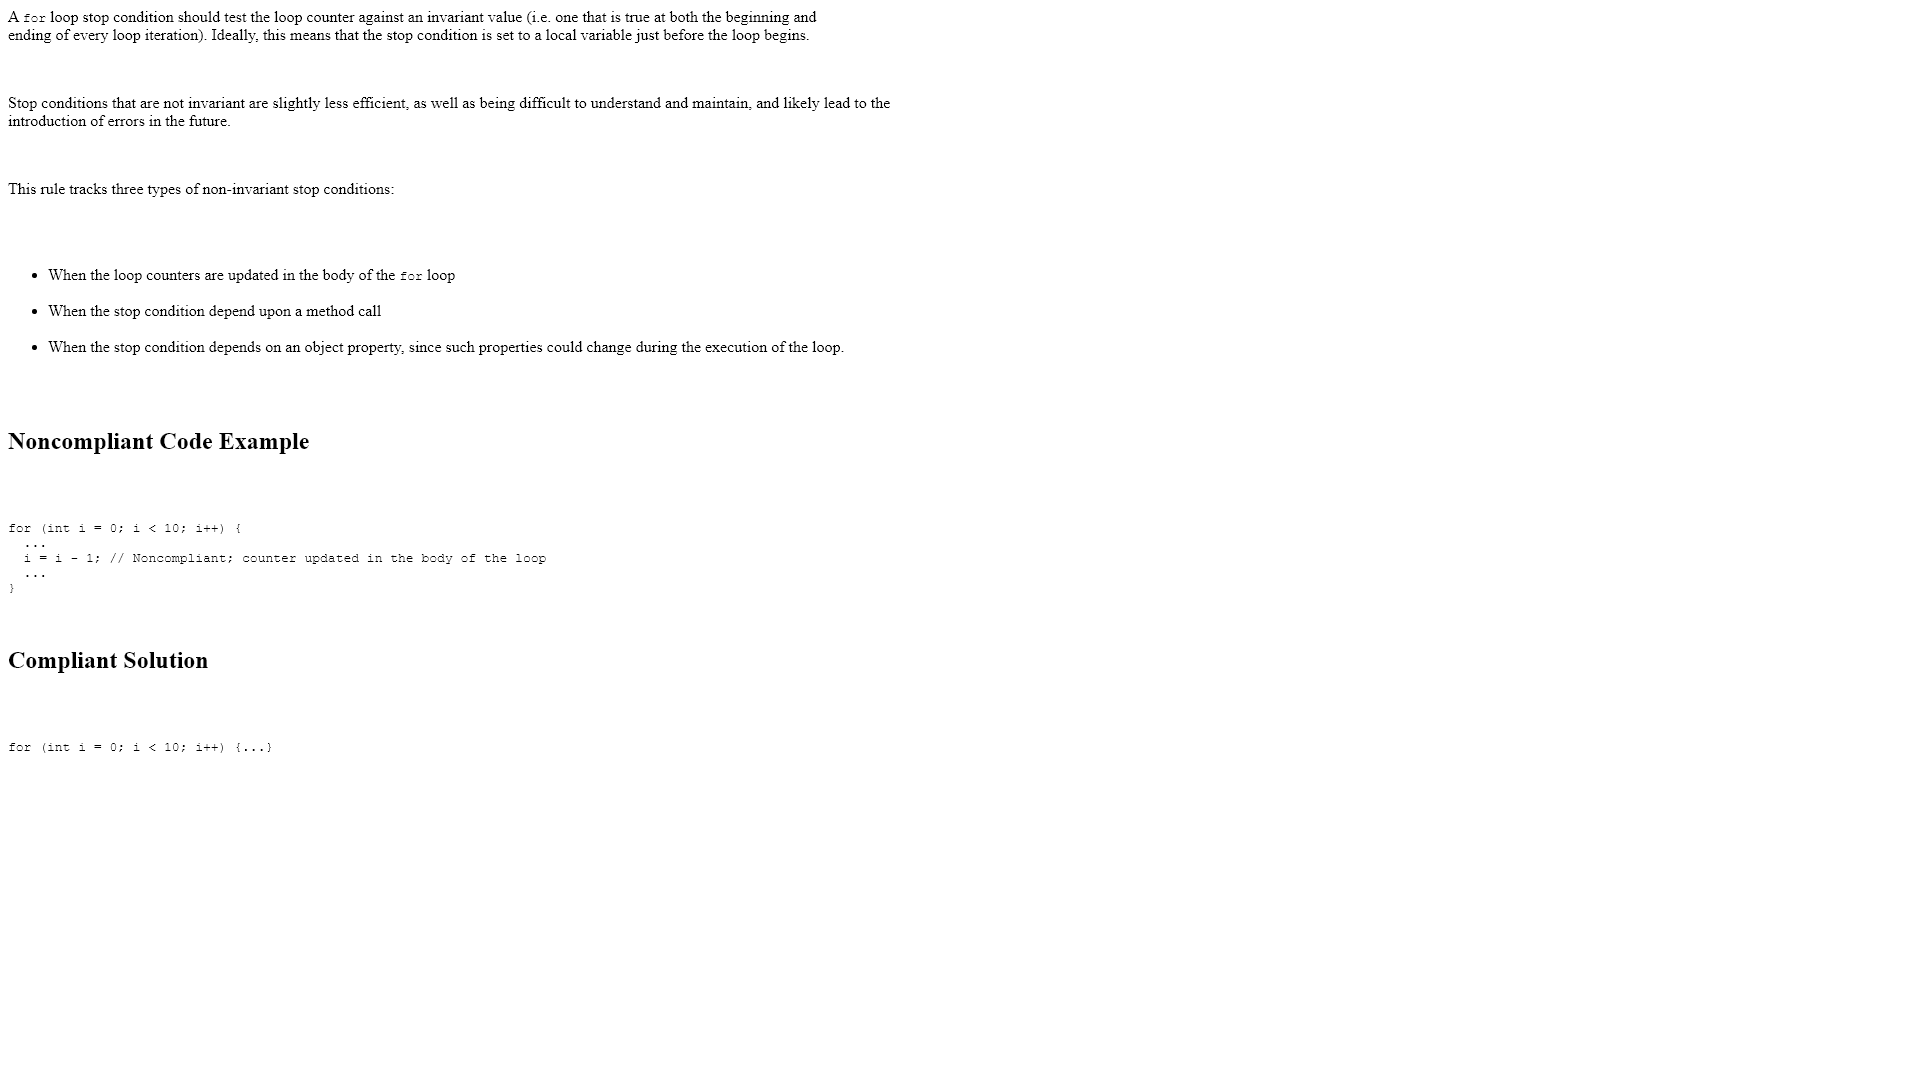 A for loop stop condition should test the loop counter against an invariant value (i.e. one that is true at both the beginning and
ending of every loop iteration). Ideally, this means that the stop condition is set to a local variable just before the loop begins.
Stop conditions that are not invariant are slightly less efficient, as well as being difficult to understand and maintain, and likely lead to the
introduction of errors in the future.
This rule tracks three types of non-invariant stop conditions:
• When the loop counters are updated in the body of the for loop
• When the stop condition depend upon a method call
• When the stop condition depends on an object property, since such properties could change during the execution of the loop.
Noncompliant Code Example
for (int i = 0; i < 10; i++) {
  ...
  i = i - 1; // Noncompliant; counter updated in the body of the loop
  ...
}
Compliant Solution
for (int i = 0; i < 10; i++) {...}